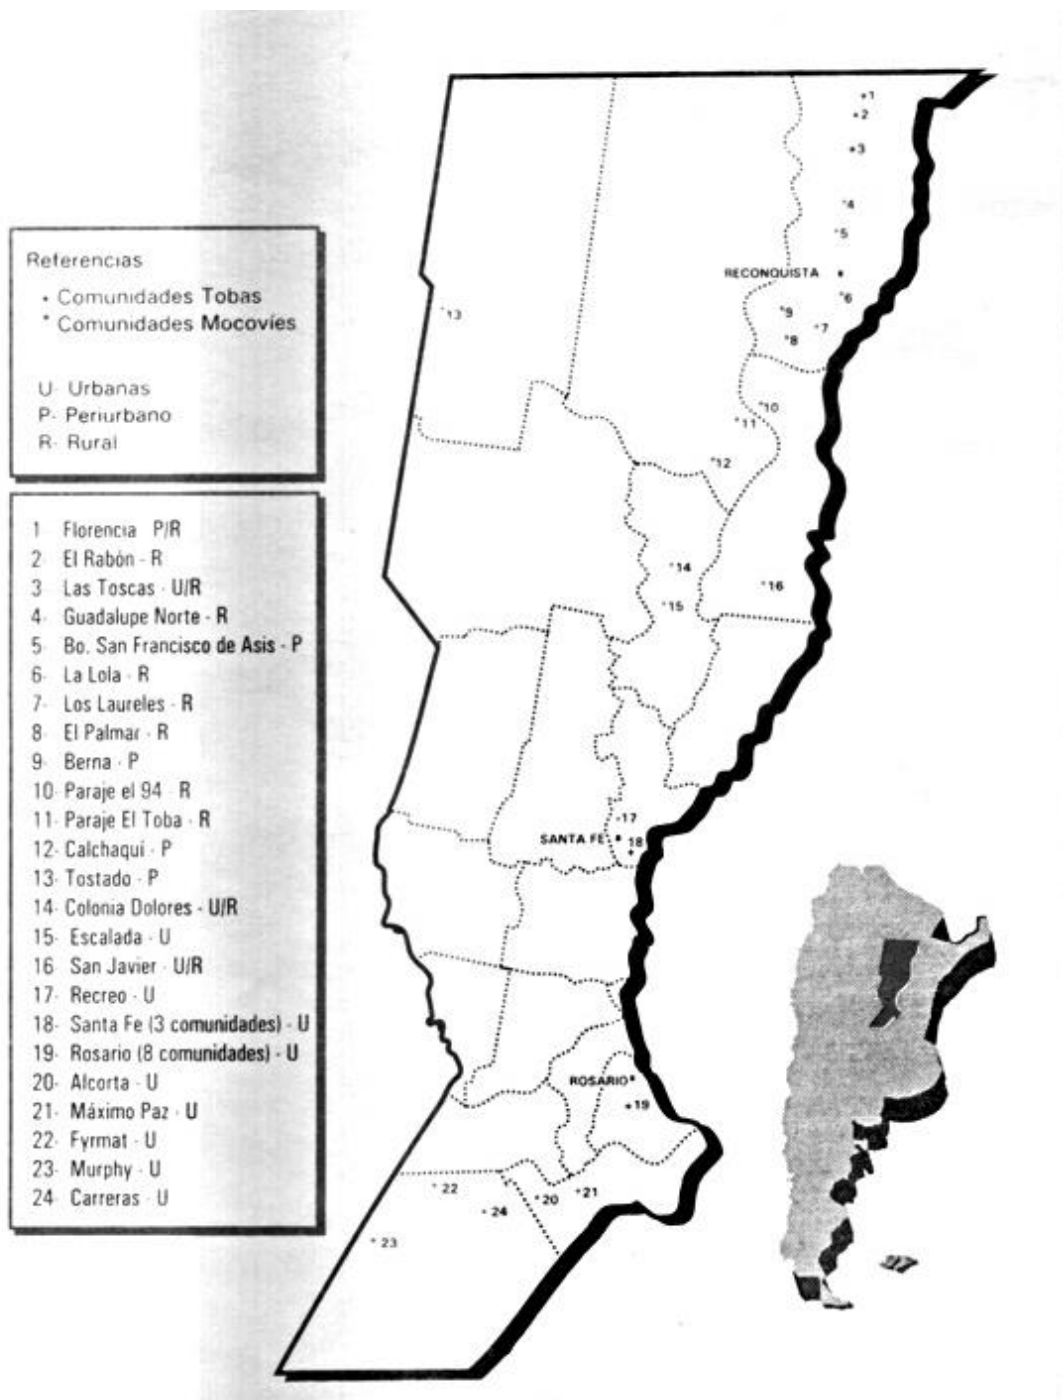 Referencias
• Comunidades Tobas
* Comunidades Mocovíes
U- Urbanas
P- Periurbano
R- Rural
1 Florencia P/R
2- El Rabón - R
3- Las Toscas - U/R
4- Guadalupe Norte - R
5- Bo. San Francisco de Asis - P
6- La Lola - R
7- Los Laureles - R
8- El Palmar - R
9- Berna - P
10- Paraje el 94 - R
11- Paraje El Toba - R
12- Calchaquí - P
13- Tostado - P
14- Colonia Dolores - U/R
15- Escalada - U
16 San Javier - U/R
17- Recreo - U
18- Santa Fe (3 comunidades) - U
19- Rosario (8 comunidades) - U
20- Alcorta - U
21- Máximo Paz - U
22- Fyrmat - U
23- Murphy - U
24- Carreras - U
1
2
3
4
5
RECONQUISTA
6
9
7
8
13
10
11
12
14
16
15
17
SANTA FE
18
ROSARIO
19
22
20
21
24
23